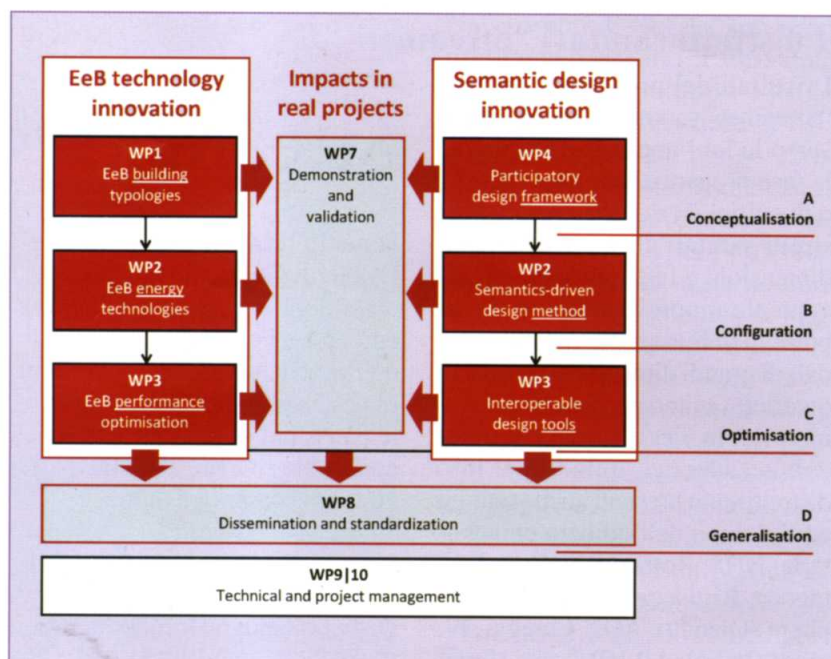 EeB technology
innovation
WP1
EeB building
typologies
WP2
EeB energy
technologies
WP3
EeB performance
optimisation
Impacts in
real projects
WP7
Demonstration
and
validation
Semantic design
innovation
WP4
Participatory
design framework
WP2
Semantics-driven
design method
WP3
Interoperable
design tools
A
Conceptualisation
B
Configuration
C
Optimisation
D
Generalisation
WP8
Dissemination and standardization
WP9|10
Technical and project management